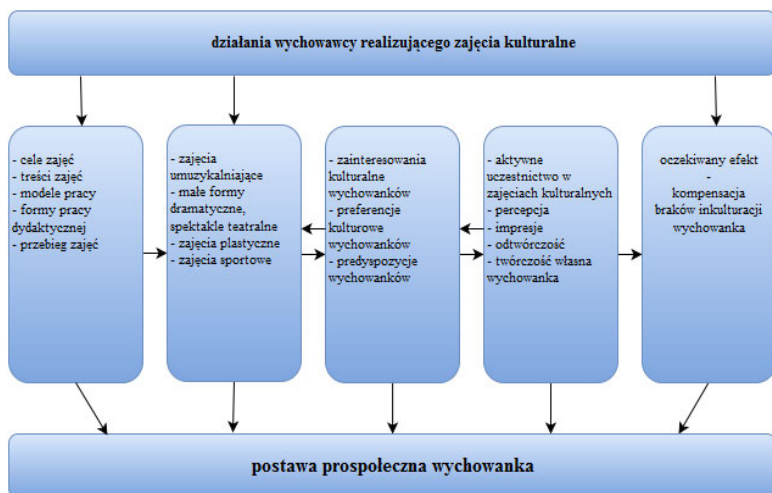 działania wychowawcy realizującego zajęcia kulturalne
- cele zajęć
- treści zajęć
- modele pracy
- formy pracy
dydaktycznej
- przebieg zajęć
- zajęcia
umuzykalniające
- małe formy
dramatyczne,
spektakle teatralne
- zajęcia plastyczne
- zajęcia sportowe
- zainteresowania
kulturalne
wychowanków
- preferencje
kulturowe
wychowanków
- predyspozycje
wychowanków
- aktywne
uczestnictwo w
zajęciach kulturalnych
- percepcja
- impresje
- odtwórczość
- twórczość własna
wychowanka
oczekiwany efekt
-
kompensacja
braków inkulturacji
wychowanka
postawa prospołeczna wychowanka